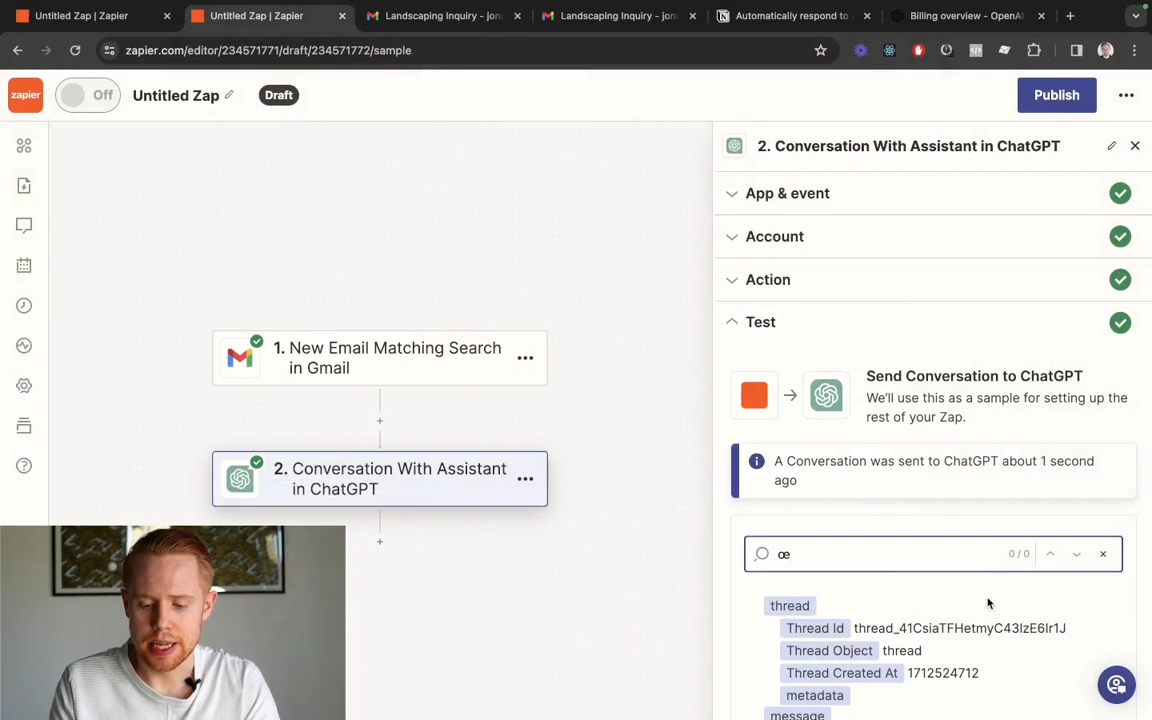 Untitled Zap | Zapier
Untitled Zap | Zapier
Landscaping Inquiry - jon
Landscaping Inquiry - jon
Automatically respond to
Billing overview - OpenAI
zapier.com/editor/234571771/draft/234571772/sample
zapier
Off
Untitled Zap
Draft
Publish
2. Conversation With Assistant in ChatGPT
App & event
Account
Action
Test
1. New Email Matching Search
in Gmail
Send Conversation to ChatGPT
We'll use this as a sample for setting up the
rest of your Zap.
2. Conversation With Assistant
in ChatGPT
A Conversation was sent to ChatGPT about 1 second
ago
œ
0 / 0
thread
Thread Id thread_41CsiaTFHetmyC43IzE6Ir1J
Thread Object thread
Thread Created At 1712524712
metadata
message